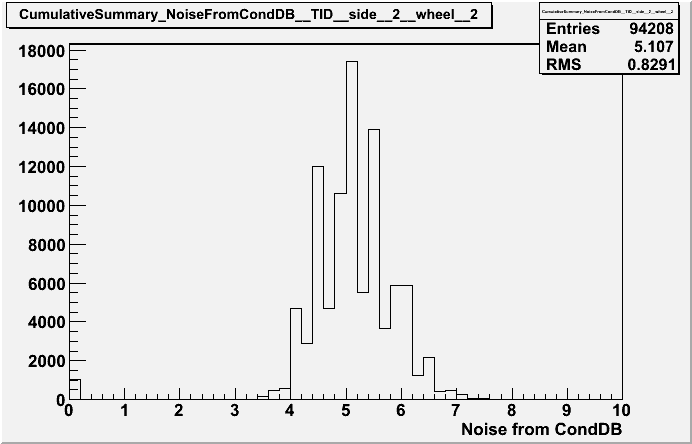 CumulativeSummary_NoiseFromCondDB__TID__side__2__wheel__2
CumulativeSummary_NoiseFromCondDB__TID__side__2__wheel__2
Entries 94208
Mean 5.107
RMS 0.8291
18000
16000
14000
12000
10000
8000
6000
4000
2000
0
0 1 2 3 4 5 6 7 8 9 10
Noise from CondDB